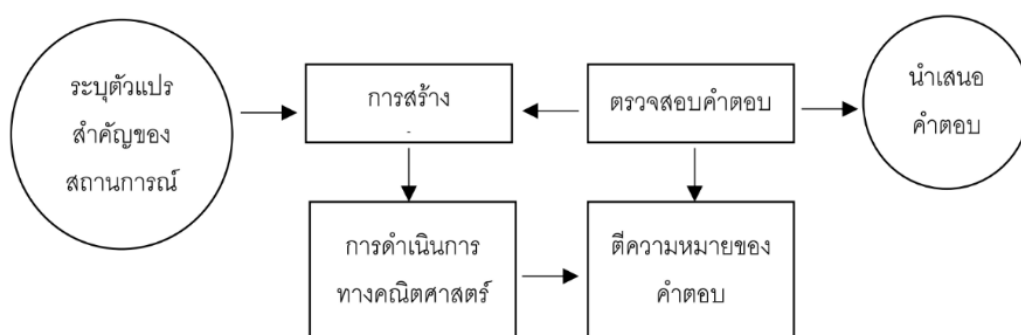 ระบุตัวแปร
สำคัญของ
สถานการณ์
การสร้าง
ตรวจสอบคำตอบ
นำเสนอ
คำตอบ
การดำเนินการ
ทางคณิตศาสตร์
ตีความหมายของ
คำตอบ